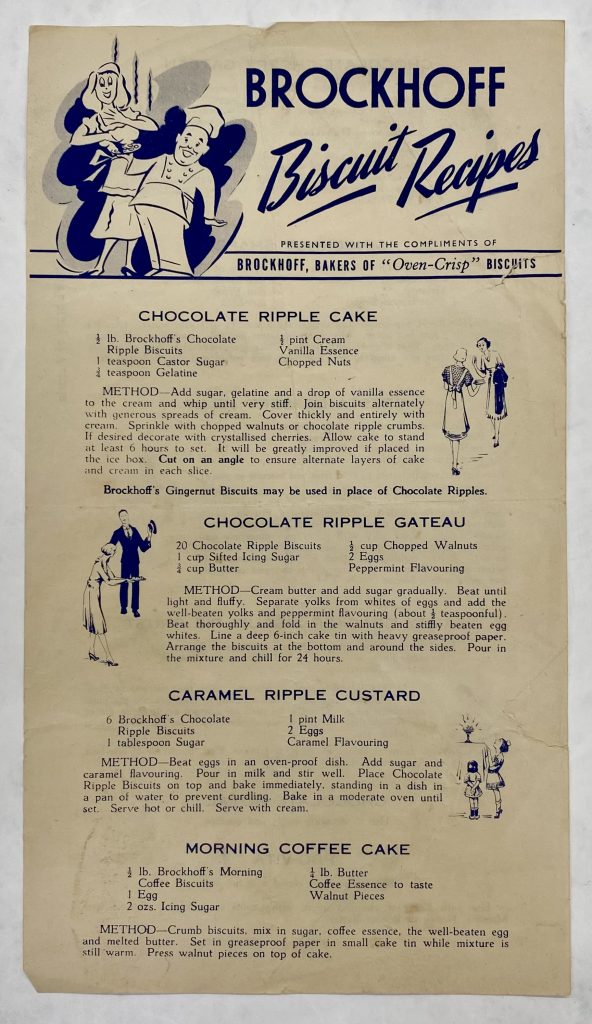 BROCKHOFF
Biscuit Recipes
PRESENTED WITH THE COMPLIMENTS OF
BROCKHOFF, BAKERS OF "Oven-Crisp" BISCUITS
CHOCOLATE RIPPLE CAKE
½ lb. Brockhoff's Chocolate
Ripple Biscuits
1 teaspoon Castor Sugar
¾ teaspoon Gelatine
½ pint Cream
Vanilla Essence
Chopped Nuts
METHOD—Add sugar, gelatine and a drop of vanilla essence
to the cream and whip until very stiff. Join biscuits alternately
with generous spreads of cream. Cover thickly and entirely with
cream. Sprinkle with chopped walnuts or chocolate ripple crumbs.
If desired decorate with crystallised cherries. Allow cake to stand
at least 6 hours to set. It will be greatly improved if placed in
the ice box. Cut on an angle to ensure alternate layers of cake
and cream in each slice.
Brockhoff's Gingernut Biscuits may be used in place of Chocolate Ripples.
CHOCOLATE RIPPLE GATEAU
20 Chocolate Ripple Biscuits
1 cup Sifted Icing Sugar
¾ cup Butter
½ cup Chopped Walnuts
2 Eggs
Peppermint Flavouring
METHOD—Cream butter and add sugar gradually. Beat until
light and fluffy. Separate yolks from whites of eggs and add the
well-beaten yolks and peppermint flavouring (about ½ teaspoonful).
Beat thoroughly and fold in the walnuts and stiffly beaten egg
whites. Line a deep 6-inch cake tin with heavy greaseproof paper.
Arrange the biscuits at the bottom and around the sides. Pour in
the mixture and chill for 24 hours.
CARAMEL RIPPLE CUSTARD
6 Brockhoff's Chocolate
Ripple Biscuits
1 tablespoon Sugar
1 pint Milk
2 Eggs
Caramel Flavouring
METHOD—Beat eggs in an oven-proof dish. Add sugar and
caramel flavouring. Pour in milk and stir well. Place Chocolate
Ripple Biscuits on top and bake immediately, standing in a dish in
a pan of water to prevent curdling. Bake in a moderate oven until
set. Serve hot or chill. Serve with cream.
MORNING COFFEE CAKE
½ lb. Brockhoff's Morning
Coffee Biscuits
1 Egg
2 ozs. Icing Sugar
¼ lb. Butter
Coffee Essence to taste
Walnut Pieces
METHOD—Crumb biscuits, mix in sugar, coffee essence, the well-beaten egg
and melted butter. Set in greaseproof paper in small cake tin while mixture is
still warm. Press walnut pieces on top of cake.